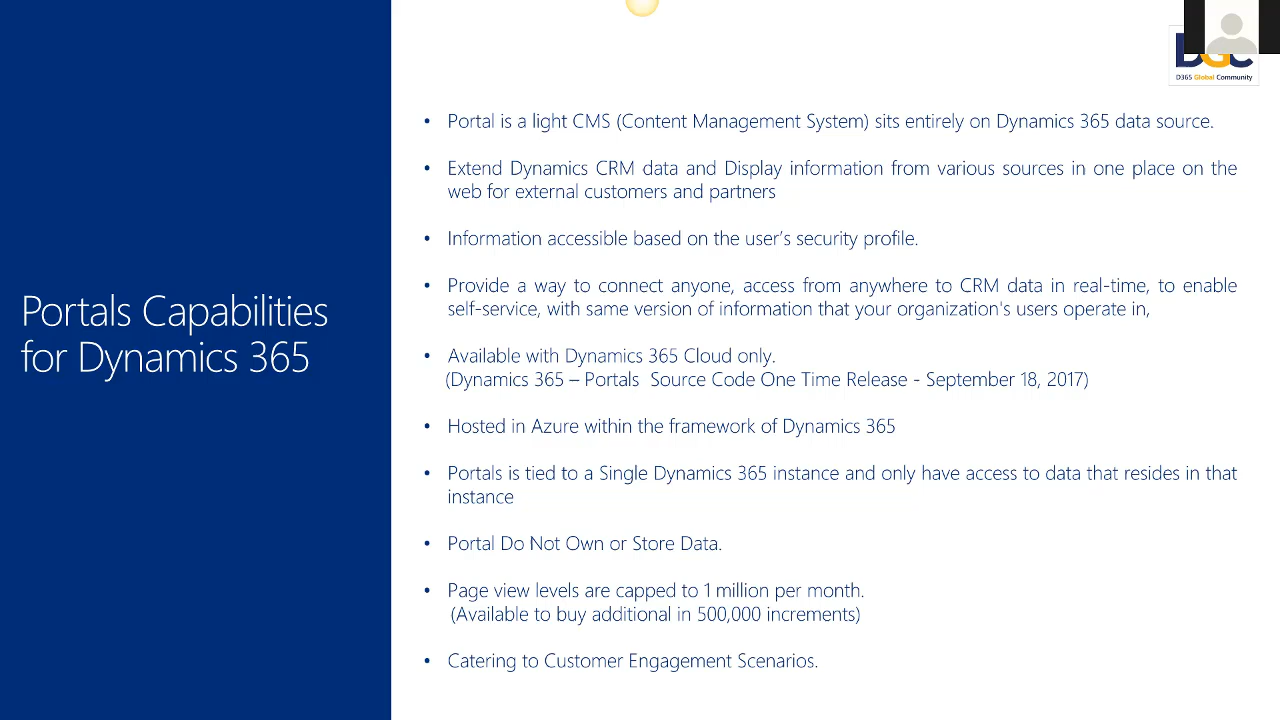 D365 Global Community
• Portal is a light CMS (Content Management System) sits entirely on Dynamics 365 data source.
• Extend Dynamics CRM data and Display information from various sources in one place on the
web for external customers and partners
• Information accessible based on the user’s security profile.
• Provide a way to connect anyone, access from anywhere to CRM data in real-time, to enable
self-service, with same version of information that your organization's users operate in,
Portals Capabilities
for Dynamics 365
• Available with Dynamics 365 Cloud only.
(Dynamics 365 – Portals Source Code One Time Release - September 18, 2017)
• Hosted in Azure within the framework of Dynamics 365
• Portals is tied to a Single Dynamics 365 instance and only have access to data that resides in that
instance
• Portal Do Not Own or Store Data.
• Page view levels are capped to 1 million per month.
(Available to buy additional in 500,000 increments)
• Catering to Customer Engagement Scenarios.